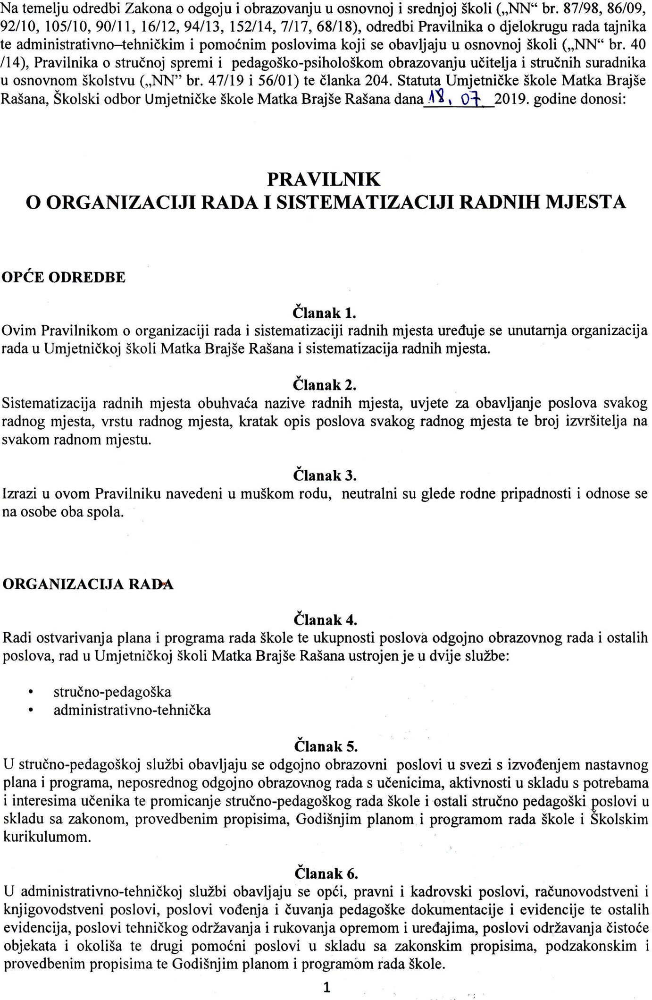 Na temelju odredbi Zakona o odgoju i obrazovanju u osnovnoj i srednjoj školi („NN“ br. 87/98, 86/09,
92/10, 105/10, 90/11, 16/12, 94/13, 152/14, 7/17, 68/18), odredbi Pravilnika o djelokrugu rada tajnika
te administrativno–tehničkim i pomoćnim poslovima koji se obavljaju u osnovnoj školi („NN“ br. 40
/14), Pravilnika o stručnoj spremi i pedagoško-psihološkom obrazovanju učitelja i stručnih suradnika
u osnovnom školstvu („NN” br. 47/19 i 56/01) te članka 204. Statuta Umjetničke škole Matka Brajše
Rašana, Školski odbor Umjetničke škole Matka Brajše Rašana dana 18. 07. 2019. godine donosi:
PRAVILNIK
O ORGANIZACIJI RADA I SISTEMATIZACIJI RADNIH MJESTA
OPĆE ODREDBE
Članak 1.
Ovim Pravilnikom o organizaciji rada i sistematizaciji radnih mjesta uređuje se unutarnja organizacija
rada u Umjetničkoj školi Matka Brajše Rašana i sistematizacija radnih mjesta.
Članak 2.
Sistematizacija radnih mjesta obuhvaća nazive radnih mjesta, uvjete za obavljanje poslova svakog
radnog mjesta, vrstu radnog mjesta, kratak opis poslova svakog radnog mjesta te broj izvršitelja na
svakom radnom mjestu.
Članak 3.
Izrazi u ovom Pravilniku navedeni u muškom rodu, neutralni su glede rodne pripadnosti i odnose se
na osobe oba spola.
ORGANIZACIJA RADA
Članak 4.
Radi ostvarivanja plana i programa rada škole te ukupnosti poslova odgojno obrazovnog rada i ostalih
poslova, rad u Umjetničkoj školi Matka Brajše Rašana ustrojen je u dvije službe:
• stručno-pedagoška
• administrativno-tehnička
Članak 5.
U stručno-pedagoškoj službi obavljaju se odgojno obrazovni poslovi u svezi s izvođenjem nastavnog
plana i programa, neposrednog odgojno obrazovnog rada s učenicima, aktivnosti u skladu s potrebama
i interesima učenika te promicanje stručno-pedagoškog rada škole i ostali stručno pedagoški poslovi u
skladu sa zakonom, provedbenim propisima, Godišnjim planom i programom rada škole i Školskim
kurikulumom.
Članak 6.
U administrativno-tehničkoj službi obavljaju se opći, pravni i kadrovski poslovi, računovodstveni i
knjigovodstveni poslovi, poslovi vođenja i čuvanja pedagoške dokumentacije i evidencije te ostalih
evidencija, poslovi tehničkog održavanja i rukovanja opremom i uređajima, poslovi održavanja čistoće
objekata i okoliša te drugi pomoćni poslovi u skladu sa zakonskim propisima, podzakonskim i
provedbenim propisima te Godišnjim planom i programom rada škole.
1